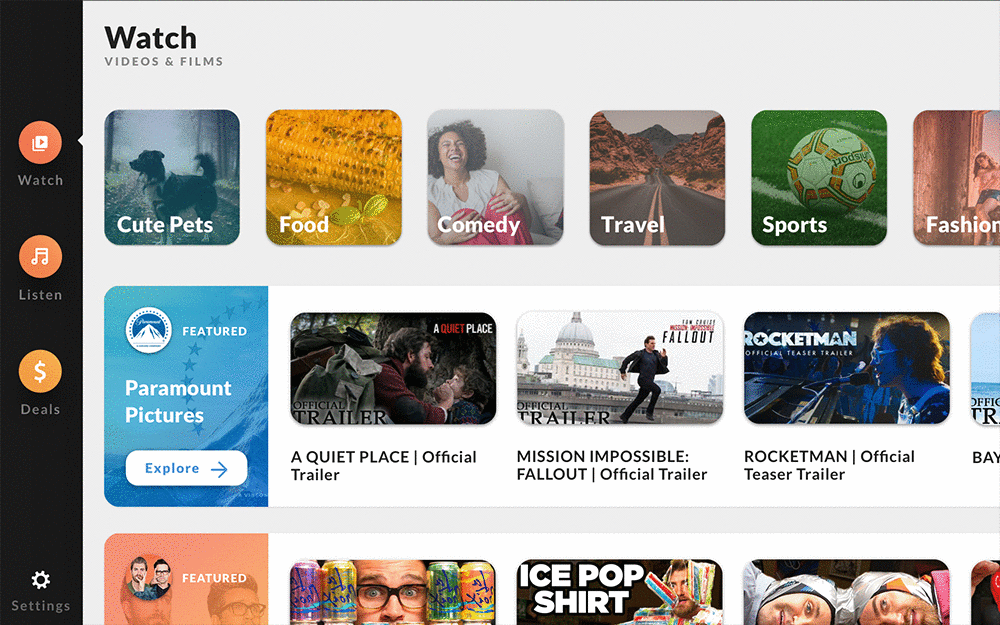 Watch
VIDEOS & FILMS
Watch
Listen
Deals
Settings
Cute Pets
Food
Comedy
Travel
Sports
Fashion
Paramount
FEATURED
Paramount
Pictures
Explore
A QUIET PLACE
OFFICIAL
TRAILER
A QUIET PLACE | Official
Trailer
TOM CRUISE
MISSION: IMPOSSIBLE
FALLOUT
OFFICIAL
TRAILER
MISSION IMPOSSIBLE:
FALLOUT | Official Trailer
ROCKETMAN
OFFICIAL TEASER TRAILER
ROCKETMAN | Official
Teaser Trailer
BAY
FEATURED
ICE POP
SHIRT